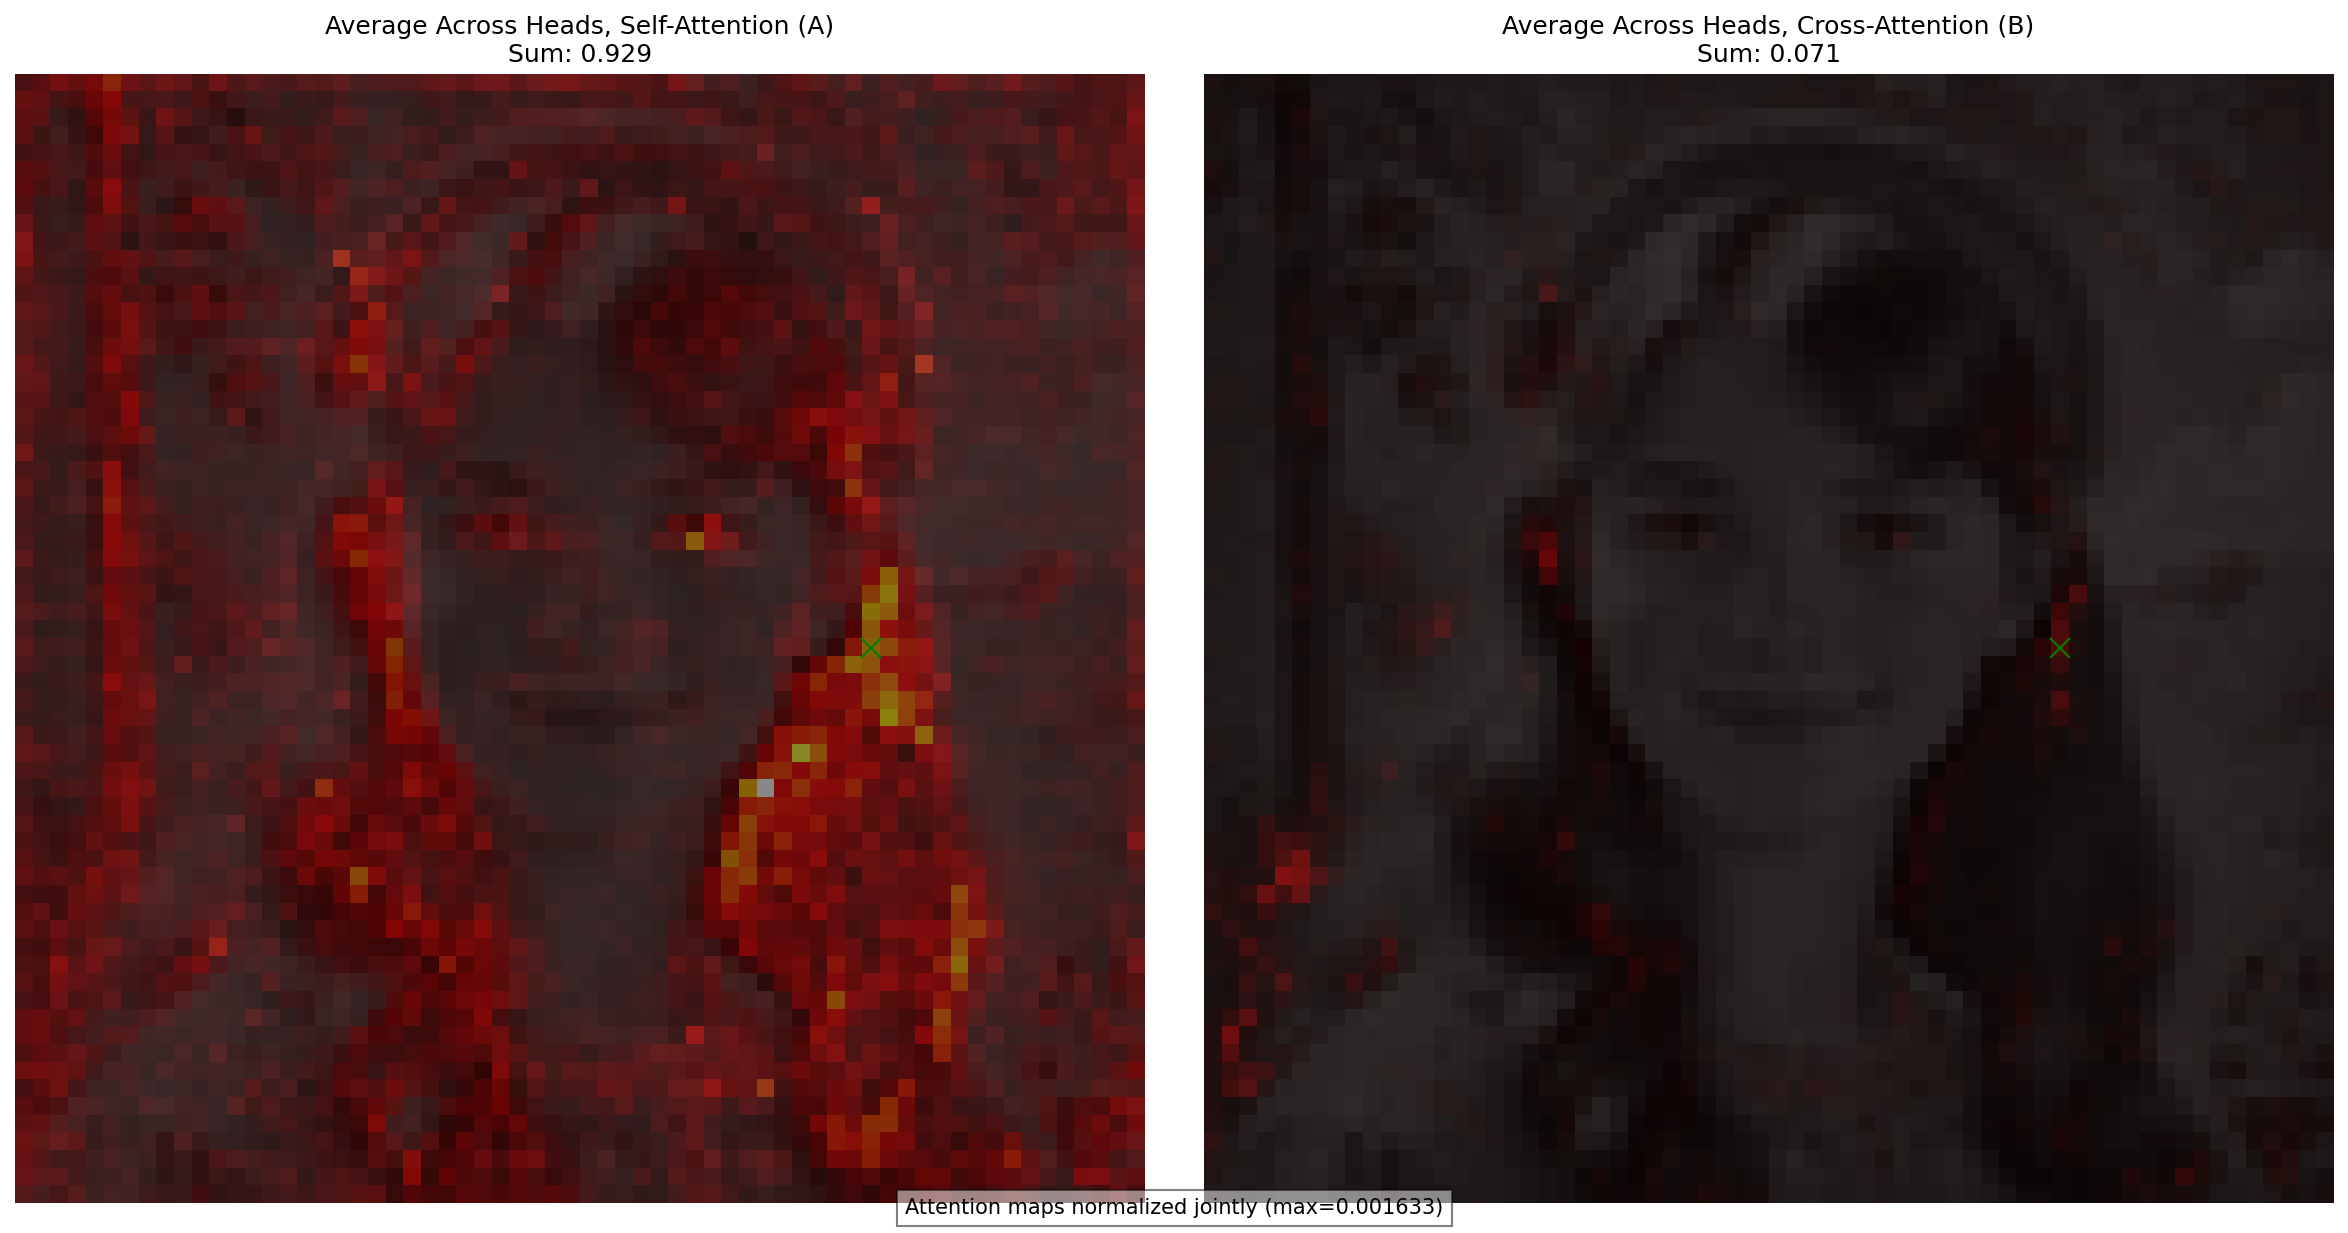 Average Across Heads, Self-Attention (A)
Sum: 0.929
Average Across Heads, Cross-Attention (B)
Sum: 0.071
Attention maps normalized jointly (max=0.001633)